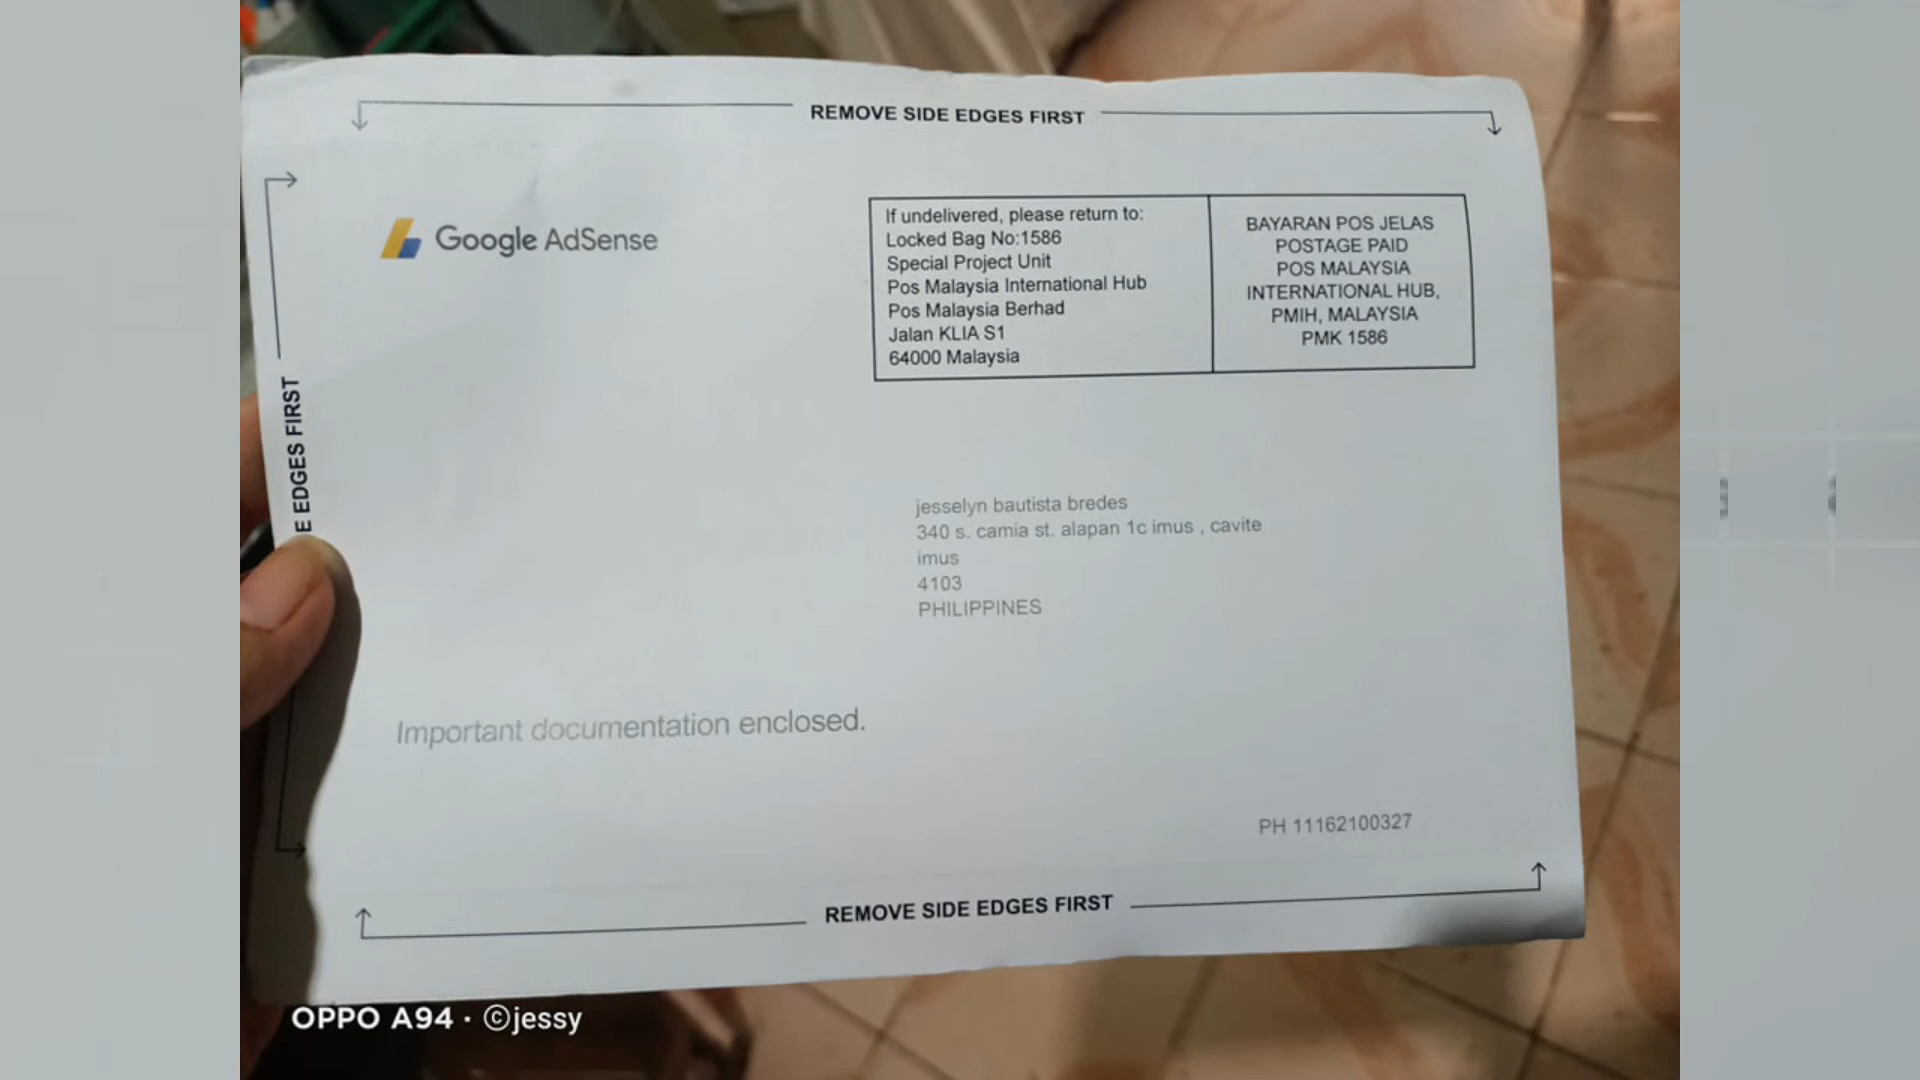 REMOVE SIDE EDGES FIRST
Google AdSense
If undelivered, please return to:
Locked Bag No:1586
Special Project Unit
Pos Malaysia International Hub
Pos Malaysia Berhad
Jalan KLIA S1
64000 Malaysia
BAYARAN POS JELAS
POSTAGE PAID
POS MALAYSIA
INTERNATIONAL HUB,
PMIH, MALAYSIA
PMK 1586
EDGES FIRST
jesselyn bautista bredes
340 s. camia st. alapan 1c imus , cavite
imus
4103
PHILIPPINES
Important documentation enclosed.
PH 11162100327
REMOVE SIDE EDGES FIRST
OPPO A94 · ©jessy